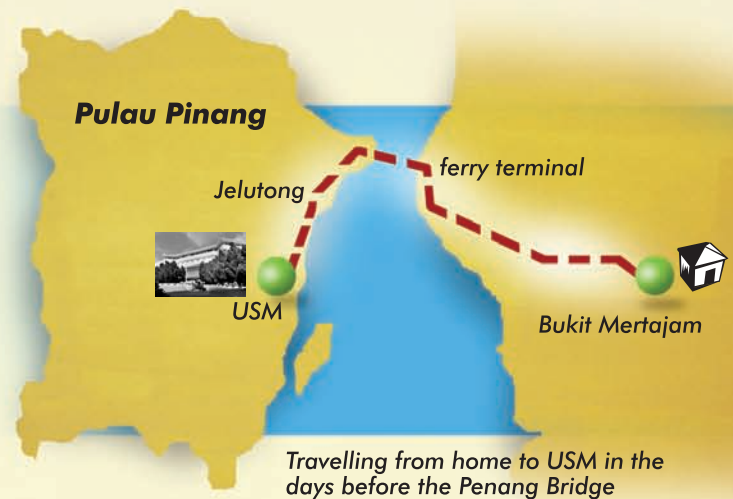 Pulau Pinang
ferry terminal
Jelutong
USM
Bukit Mertajam
Travelling from home to USM in the
days before the Penang Bridge